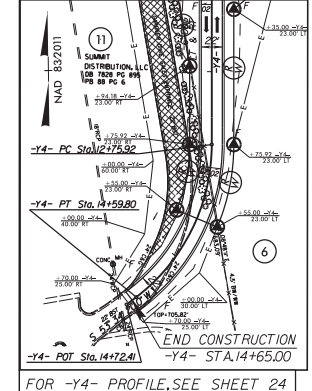 F
+35.00 -Y4-
23.00' LT
11
SUMMIT
DISTRIBUTION, LLC
DB 7828 PG 895
PB 88 PG 6
NAD 83/2011
-Y4-
22
+94.18 -Y4-
23.00' RT
+75.92 -Y4-
23.00' RT
-Y4- PC Sta.12+75.92
+75.92 -Y4-
23.00' LT
+00.00 -Y4-
60.00' RT
+55.00 -Y4-
23.00' RT
-Y4- PT Sta.14+59.80
+00.00 -Y4-
40.00' RT
+55.00 -Y4-
23.00' LT
6
CONC MH
+70.00 -Y4-
25.00' RT
+00.00 -Y4-
30.00' LT
TOP=705.82'
+70.00 -Y4-
25.00' LT
END CONSTRUCTION
-Y4- POT Sta.14+72.41
-Y4- STA.14+65.00
FOR -Y4- PROFILE, SEE SHEET 24